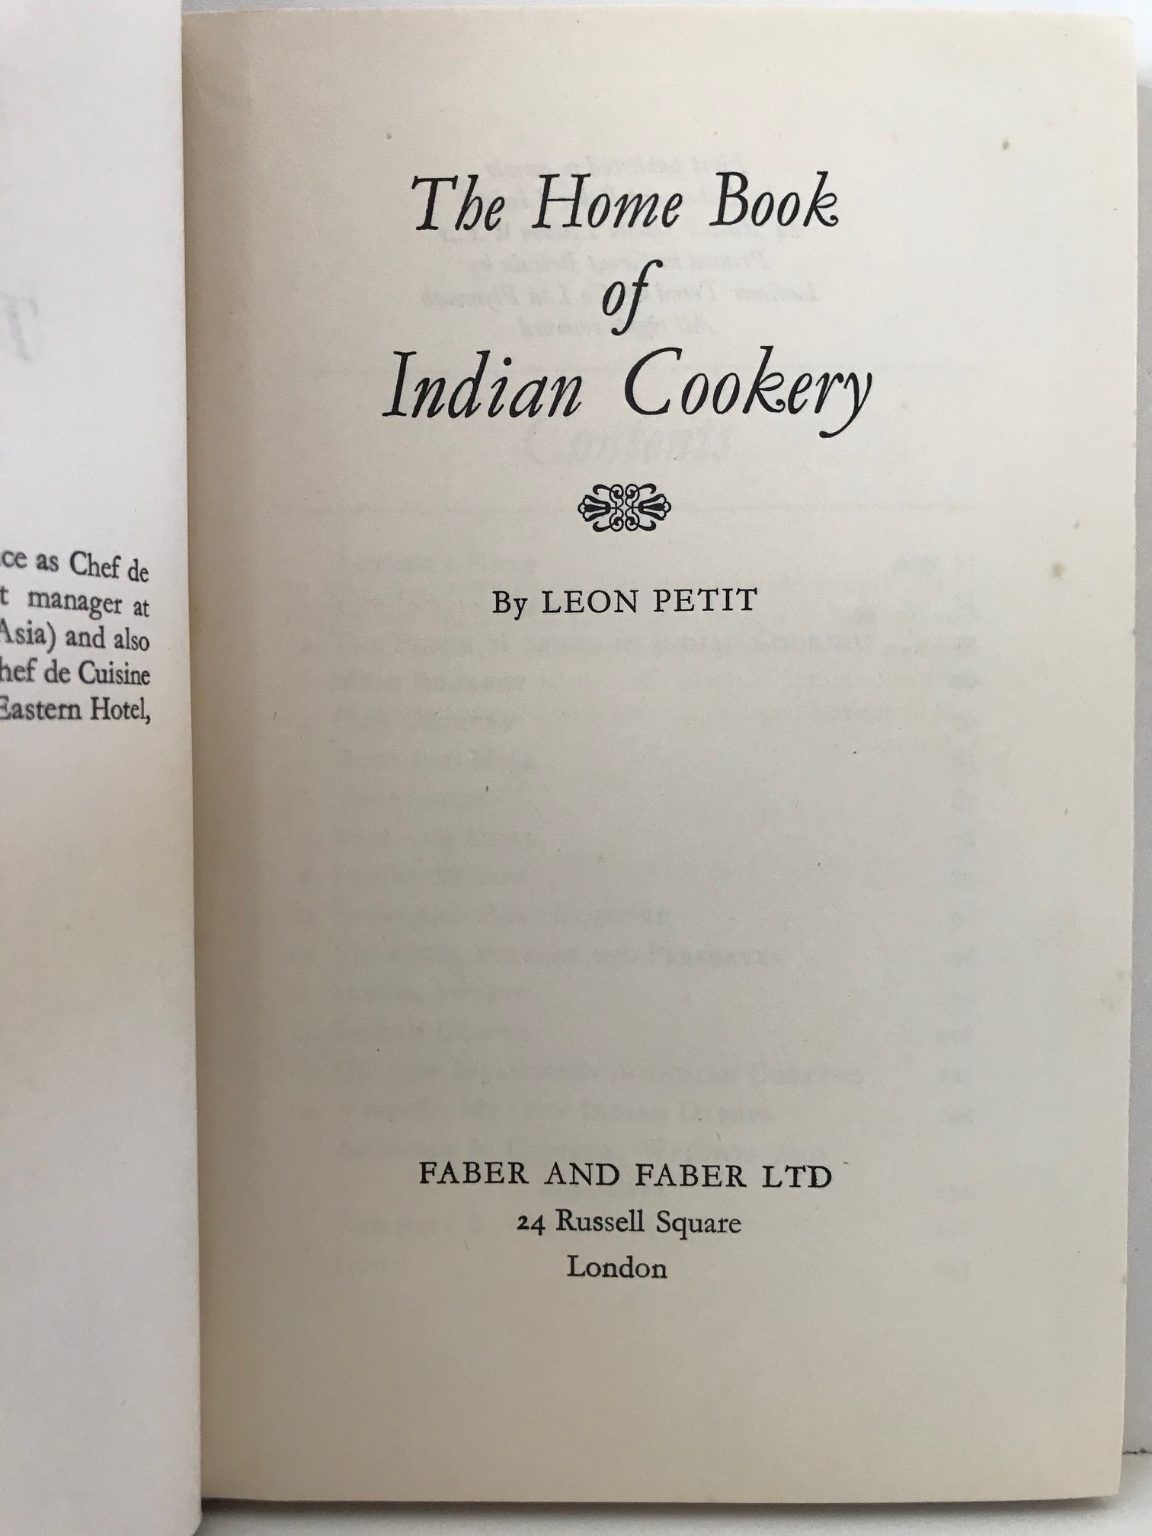 ce as Chef de
t manager at
Asia) and also
hef de Cuisine
Eastern Hotel,
The Home Book
of
Indian Cookery
By LEON PETIT
FABER AND FABER LTD
24 Russell Square
London